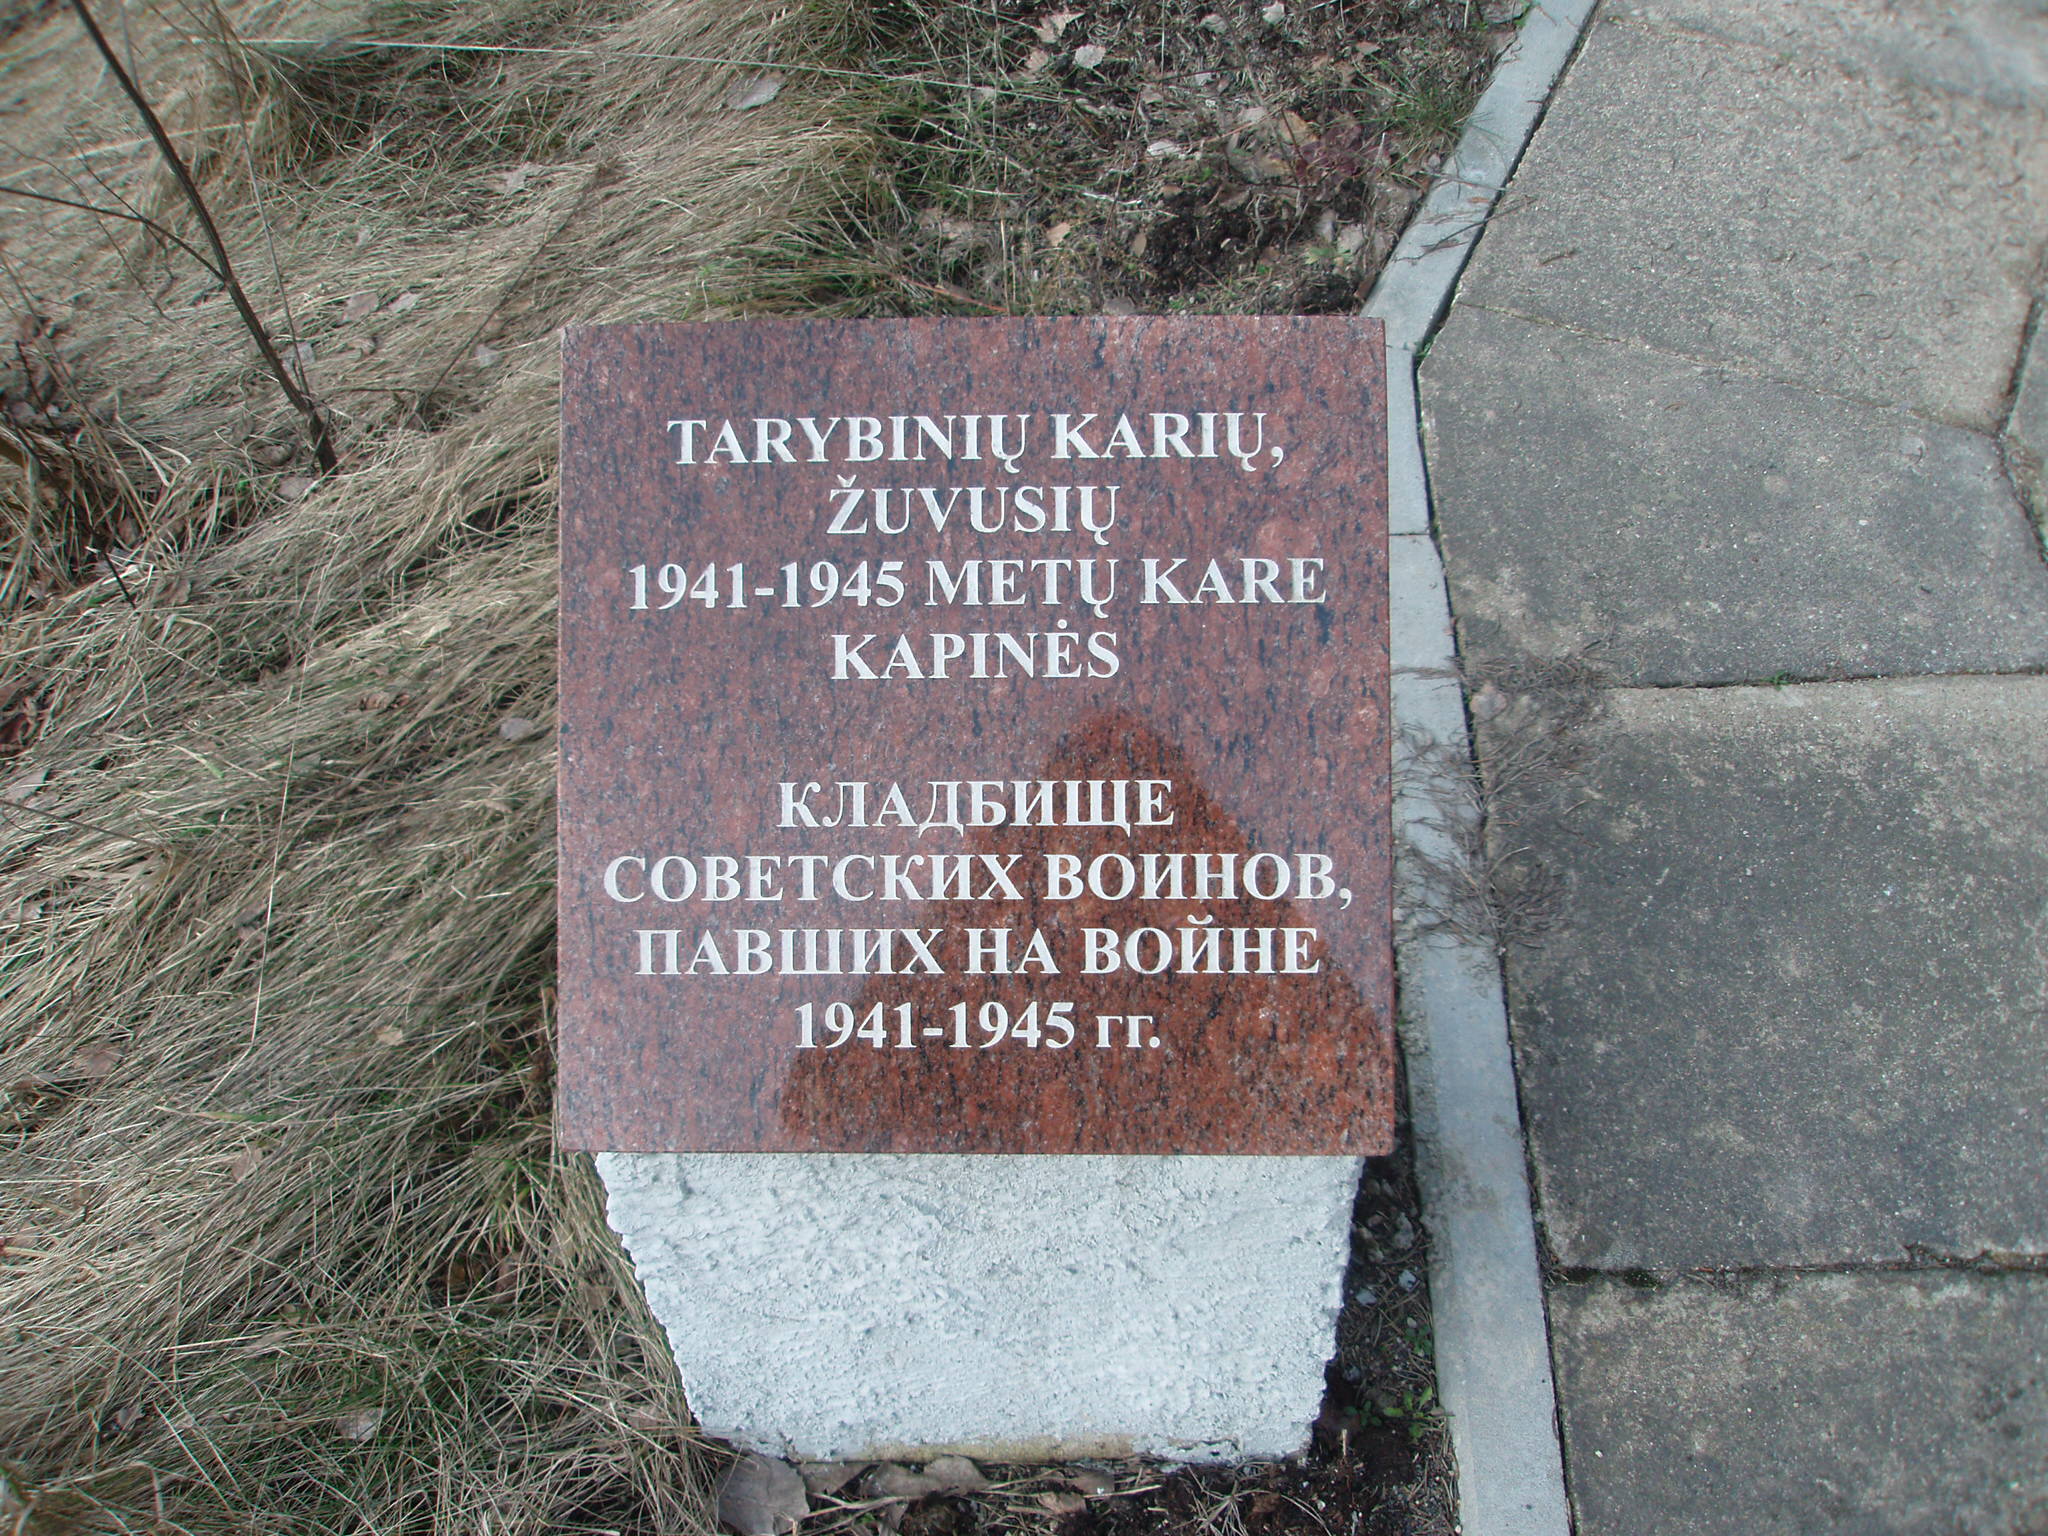 TARYBINIŲ KARIŲ,
ŽUVUSIŲ
1941-1945 METŲ KARE
KAPINĖS
КЛАДБИЩЕ
СОВЕТСКИХ ВОИНОВ,
ПАВШИХ НА ВОЙНЕ
1941-1945 гг.